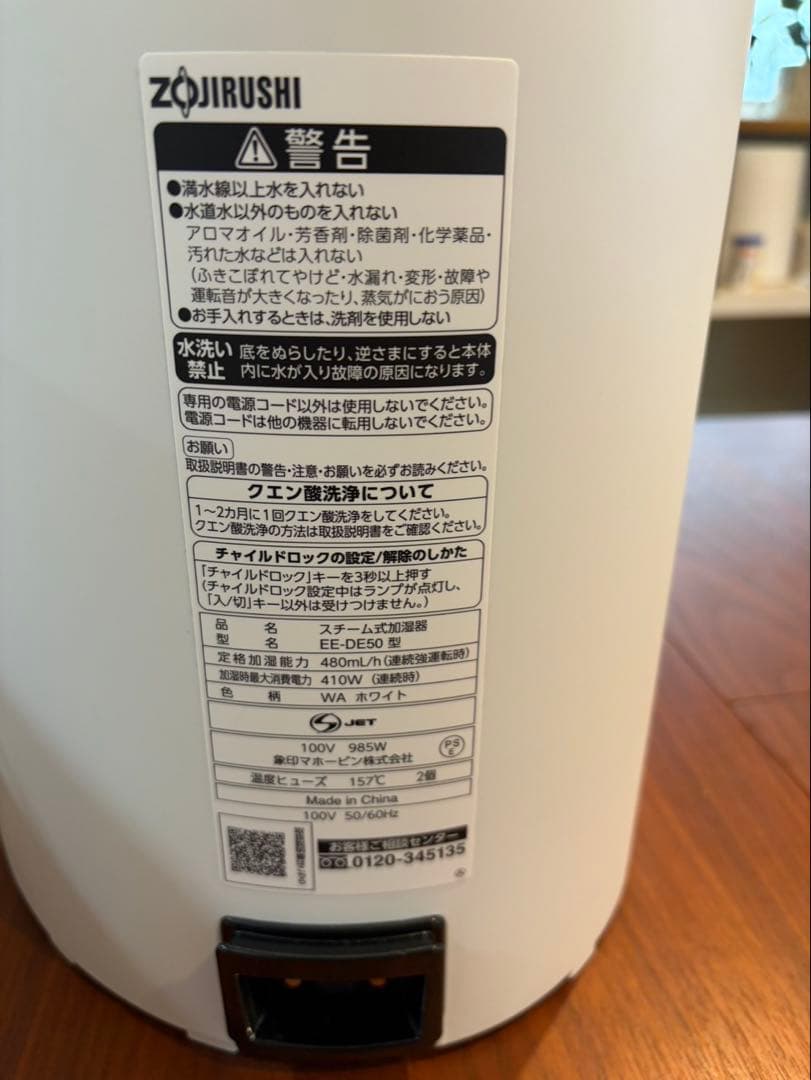 ZOJIRUSHI
警告
●満水線以上水を入れない
●水道水以外のものを入れない
アロマオイル・芳香剤・除菌剤・化学薬品・
汚れた水などは入れない
(ふきこぼれてやけど・水漏れ・変形・故障や
運転音が大きくなったり、蒸気がにおう原因)
●お手入れするときは、洗剤を使用しない
水洗い禁止
底をぬらしたり、逆さまにすると本体
内に水が入り故障の原因になります。
専用の電源コード以外は使用しないでください。
電源コードは他の機器に転用しないでください。
お願い
取扱説明書の警告・注意・お願いを必ずお読みください。
クエン酸洗浄について
1～2カ月に1回クエン酸洗浄をしてください。
クエン酸洗浄の方法は取扱説明書をご確認ください。
チャイルドロックの設定/解除のしかた
「チャイルドロック」キーを3秒以上押す
(チャイルドロック設定中はランプが点灯し、
「入/切」キー以外は受けつけません。)
品名 スチーム式加湿器
型名 EE-DE50 型
定格加湿能力 480mL/h (連続強運転時)
加湿時最大消費電力 410W (連続時)
色柄 WA ホワイト
S JET
100V 985W
象印マホービン株式会社
PS E
温度ヒューズ 157℃ 2個
Made in China
100V 50/60Hz
お客様ご相談センター
0120-345135